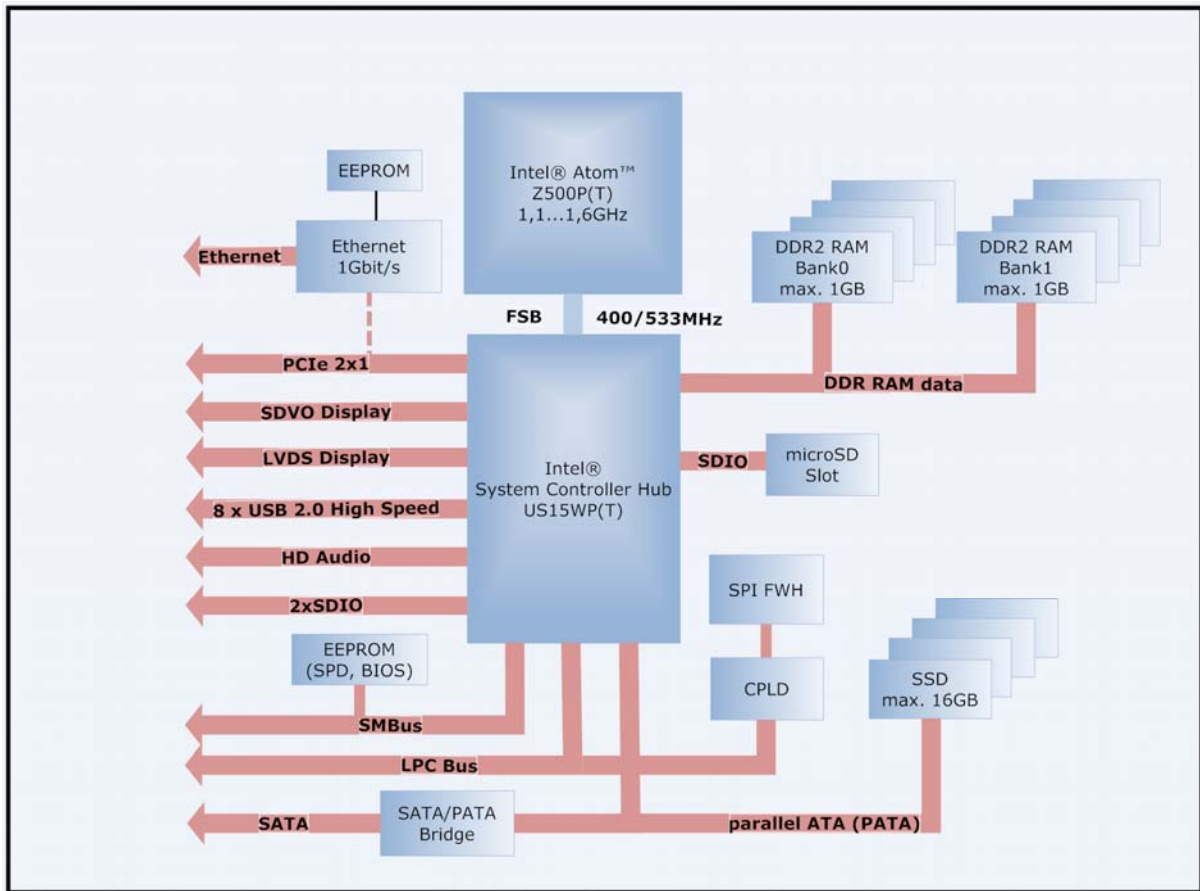 Intel® Atom™
Z500P(T)
1,1...1,6GHz
EEPROM
Ethernet
1Gbit/s
Ethernet
DDR2 RAM
Bank0
max. 1GB
DDR2 RAM
Bank1
max. 1GB
FSB
400/533MHz
PCIe 2x1
DDR RAM data
SDVO Display
LVDS Display
Intel®
System Controller Hub
US15WP(T)
SDIO
microSD
Slot
8 x USB 2.0 High Speed
HD Audio
2xSDIO
SPI FWH
EEPROM
(SPD, BIOS)
CPLD
SSD
max. 16GB
SMBus
LPC Bus
SATA
SATA/PATA
Bridge
parallel ATA (PATA)